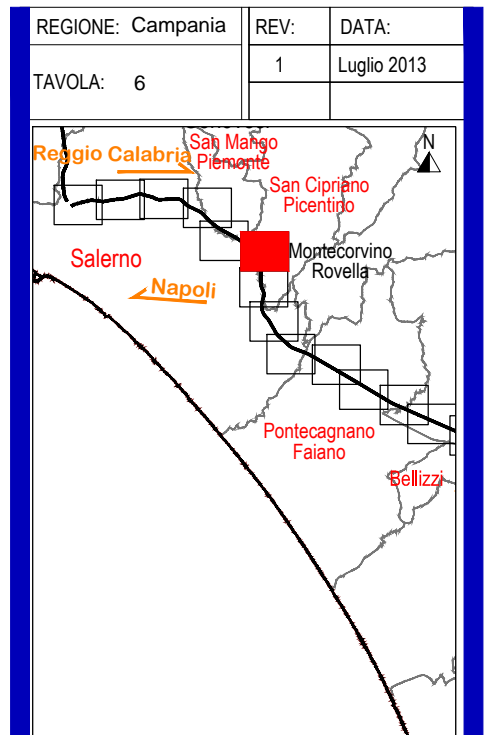 REGIONE: Campania
REV:
DATA:
TAVOLA: 6
1
Luglio 2013
San Mango
Piemonte
Reggio Calabria
N
San Cipriano
Picentino
Salerno
Montecorvino
Rovella
Napoli
Pontecagnano
Faiano
Bellizzi